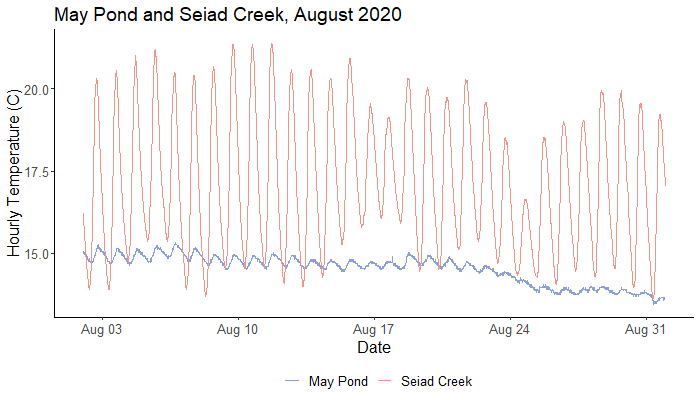 May Pond and Seiad Creek, August 2020
Hourly Temperature (C)
20.0
17.5
15.0
Aug 03 Aug 10 Aug 17 Aug 24 Aug 31
Date
May Pond Seiad Creek